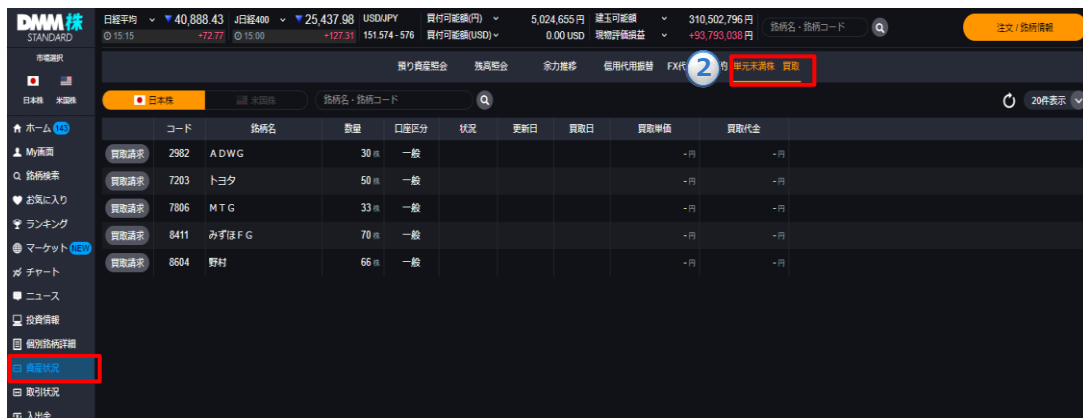 DMM株
STANDARD
日経平均 ▼40,888.43 J日経400 ▼25,437.98 USD/JPY 買付可能額(円) 5,024,655円 建玉可能額 310,502,796円 銘柄名・銘柄コード 注文/銘柄情報
15:15 +72.77 15:00 +127.31 151.574-576 買付可能額(USD) 0.00 USD 現物評価損益 +93,793,038円
市場選択
日本株 米国株
預り資産照会 残高照会 余力推移 信用代用振替 FX代 2 約 単元未満株 買取
日本株 米国株 銘柄名・銘柄コード 20件表示
コード 銘柄名 数量 口座区分 状況 更新日 買取日 買取単価 買取代金
買取請求 2982 ADWG 30株 一般 -円 -円
買取請求 7203 トヨタ 50株 一般 -円 -円
買取請求 7806 MTG 33株 一般 -円 -円
買取請求 8411 みずほFG 70株 一般 -円 -円
買取請求 8604 野村 66株 一般 -円 -円
ホーム 143
My画面
銘柄検索
お気に入り
ランキング
マーケット NEW
チャート
ニュース
投資情報
個別銘柄詳細
資産状況
取引状況
入出金